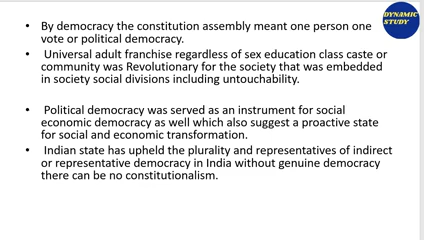 DYNAMIC
STUDY
• By democracy the constitution assembly meant one person one
vote or political democracy.
• Universal adult franchise regardless of sex education class caste or
community was Revolutionary for the society that was embedded
in society social divisions including untouchability.
• Political democracy was served as an instrument for social
economic democracy as well which also suggest a proactive state
for social and economic transformation.
• Indian state has upheld the plurality and representatives of indirect
or representative democracy in India without genuine democracy
there can be no constitutionalism.